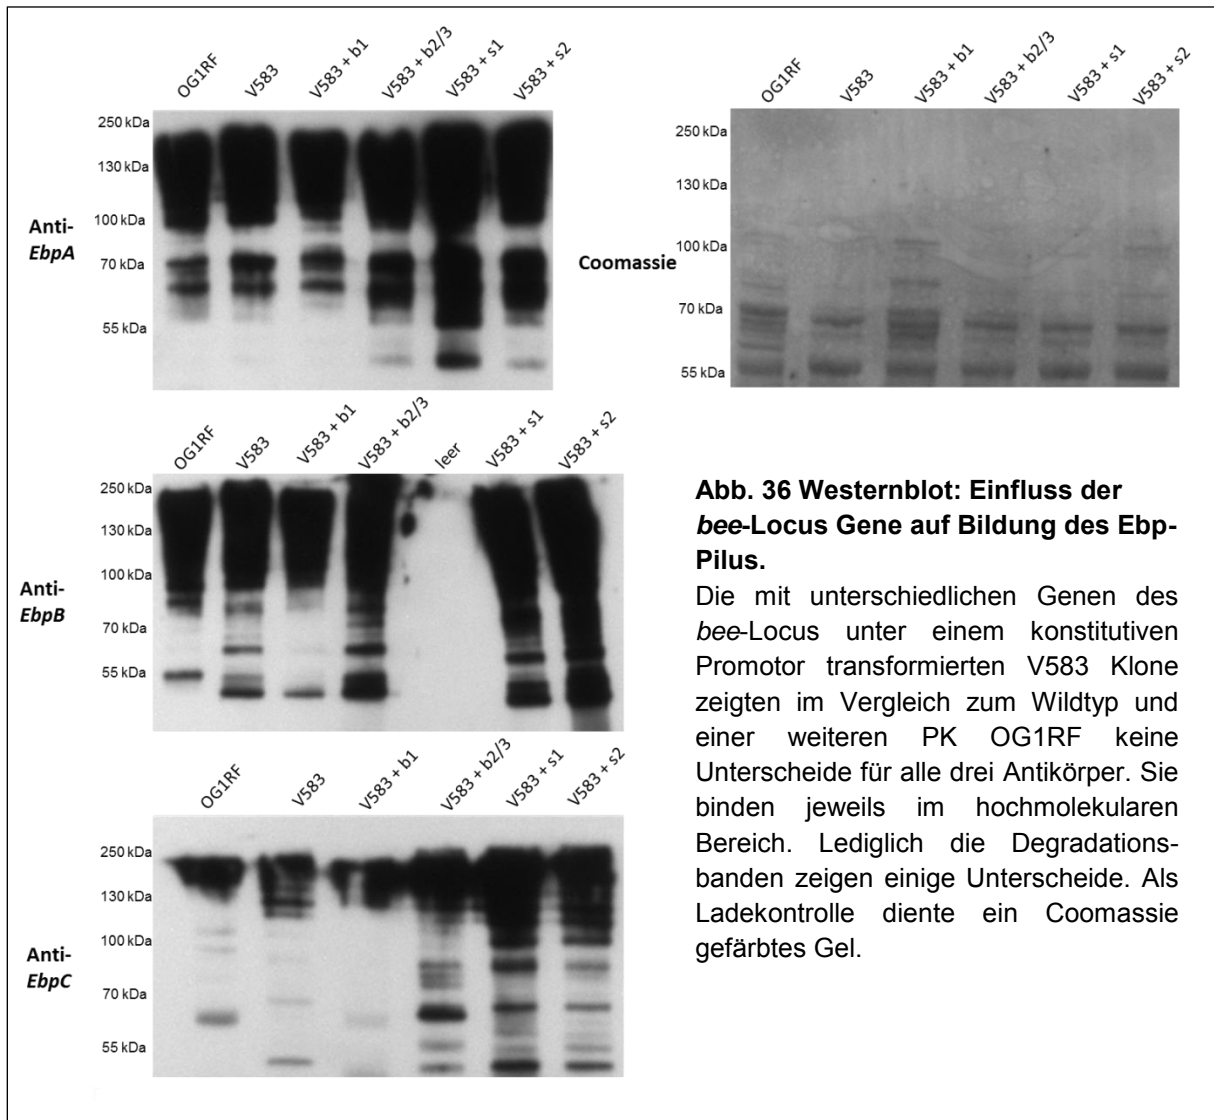 OG1RF
V583
V583 + b1
V583 + b2/3
V583 + s1
V583 + s2
250 kDa
130 kDa
100 kDa
70 kDa
55 kDa
Anti-
EbpA
OG1RF
V583
V583 + b1
V583 + b2/3
V583 + s1
V583 + s2
250 kDa
130 kDa
100 kDa
70 kDa
55 kDa
Coomassie
OG1RF
V583
V583 + b1
V583 + b2/3
leer
V583 + s1
V583 + s2
250 kDa
130 kDa
100 kDa
70 kDa
55 kDa
Anti-
EbpB
OG1RF
V583
V583 + b1
V583 + b2/3
V583 + s1
V583 + s2
250 kDa
130 kDa
100 kDa
70 kDa
55 kDa
Anti-
EbpC
Abb. 36 Westernblot: Einfluss der
bee-Locus Gene auf Bildung des Ebp-
Pilus.
Die mit unterschiedlichen Genen des
bee-Locus unter einem konstitutiven
Promotor transformierten V583 Klone
zeigten im Vergleich zum Wildtyp und
einer weiteren PK OG1RF keine
Unterscheide für alle drei Antikörper. Sie
binden jeweils im hochmolekularen
Bereich. Lediglich die Degradations-
banden zeigen einige Unterscheide. Als
Ladekontrolle diente ein Coomassie
gefärbtes Gel.